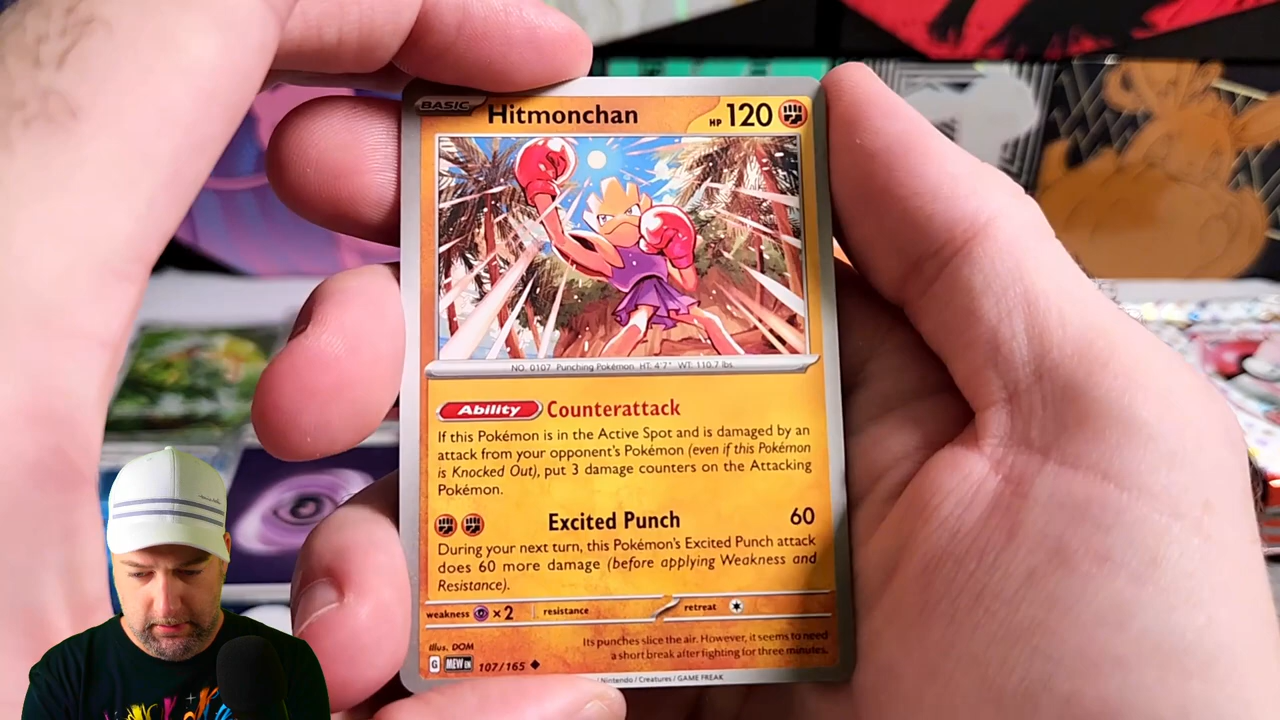 BASIC Hitmonchan HP 120
NO. 0107 Punching Pokémon HT: 4'7" WT: 110.7 lbs.
Ability Counterattack
If this Pokémon is in the Active Spot and is damaged by an
attack from your opponent's Pokémon (even if this Pokémon
is Knocked Out), put 3 damage counters on the Attacking
Pokémon.
Excited Punch 60
During your next turn, this Pokémon's Excited Punch attack
does 60 more damage (before applying Weakness and
Resistance).
weakness ×2 resistance retreat
Its punches slice the air. However, it seems to need
a short break after fighting for three minutes.
Illus. DOM
G MEW EN 107/165
/ Nintendo / Creatures / GAME FREAK